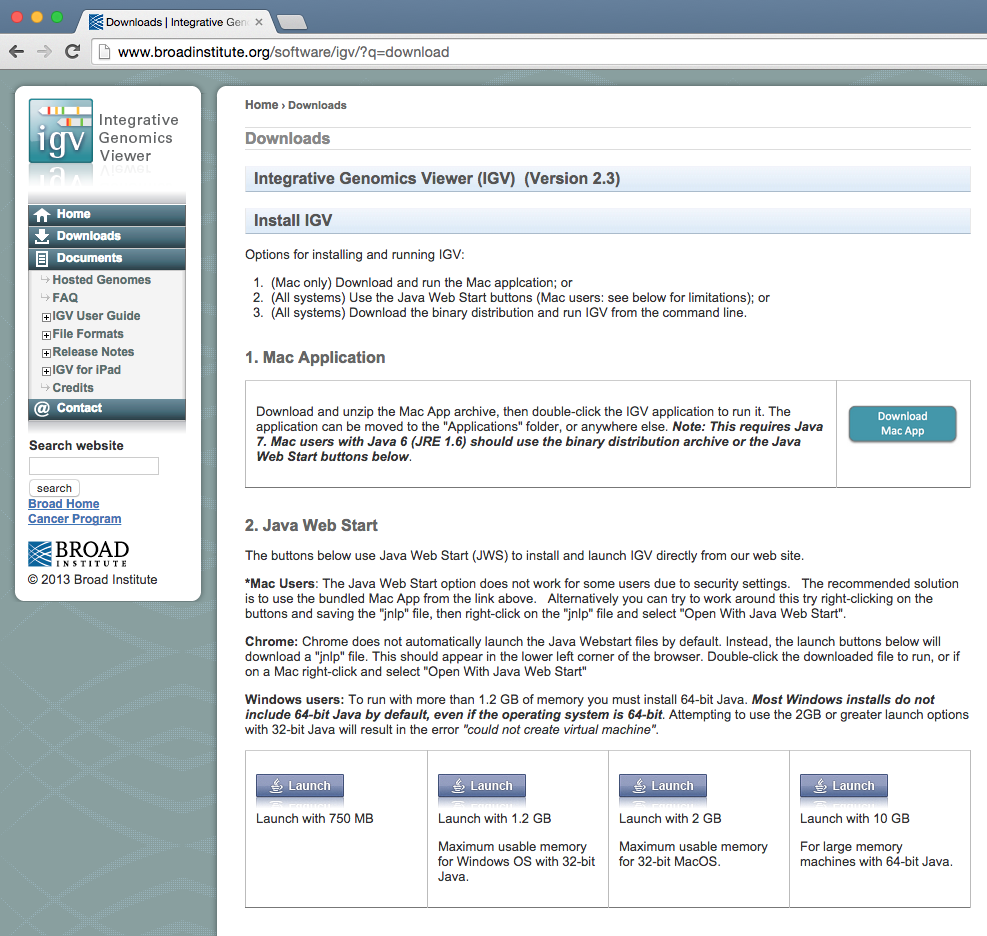 Downloads | Integrative Gen
www.broadinstitute.org/software/igv/?q=download
igv
Integrative
Genomics
Viewer
Home
Downloads
Documents
Hosted Genomes
FAQ
IGV User Guide
File Formats
Release Notes
IGV for iPad
Credits
@ Contact
Search website
search
Broad Home
Cancer Program
BROAD
INSTITUTE
© 2013 Broad Institute
Home › Downloads
Downloads
Integrative Genomics Viewer (IGV) (Version 2.3)
Install IGV
Options for installing and running IGV:
1. (Mac only) Download and run the Mac applcation; or
2. (All systems) Use the Java Web Start buttons (Mac users: see below for limitations); or
3. (All systems) Download the binary distribution and run IGV from the command line.
1. Mac Application
Download and unzip the Mac App archive, then double-click the IGV application to run it. The
application can be moved to the "Applications" folder, or anywhere else. Note: This requires Java
7. Mac users with Java 6 (JRE 1.6) should use the binary distribution archive or the Java
Web Start buttons below.
Download
Mac App
2. Java Web Start
The buttons below use Java Web Start (JWS) to install and launch IGV directly from our web site.
*Mac Users: The Java Web Start option does not work for some users due to security settings. The recommended solution
is to use the bundled Mac App from the link above. Alternatively you can try to work around this try right-clicking on the
buttons and saving the "jnlp" file, then right-click on the "jnlp" file and select "Open With Java Web Start".
Chrome: Chrome does not automatically launch the Java Webstart files by default. Instead, the launch buttons below will
download a "jnlp" file. This should appear in the lower left corner of the browser. Double-click the downloaded file to run, or if
on a Mac right-click and select "Open With Java Web Start"
Windows users: To run with more than 1.2 GB of memory you must install 64-bit Java. Most Windows installs do not
include 64-bit Java by default, even if the operating system is 64-bit. Attempting to use the 2GB or greater launch options
with 32-bit Java will result in the error "could not create virtual machine".
Launch
Launch with 750 MB
Launch
Launch with 1.2 GB
Maximum usable memory
for Windows OS with 32-bit
Java.
Launch
Launch with 2 GB
Maximum usable memory
for 32-bit MacOS.
Launch
Launch with 10 GB
For large memory
machines with 64-bit Java.